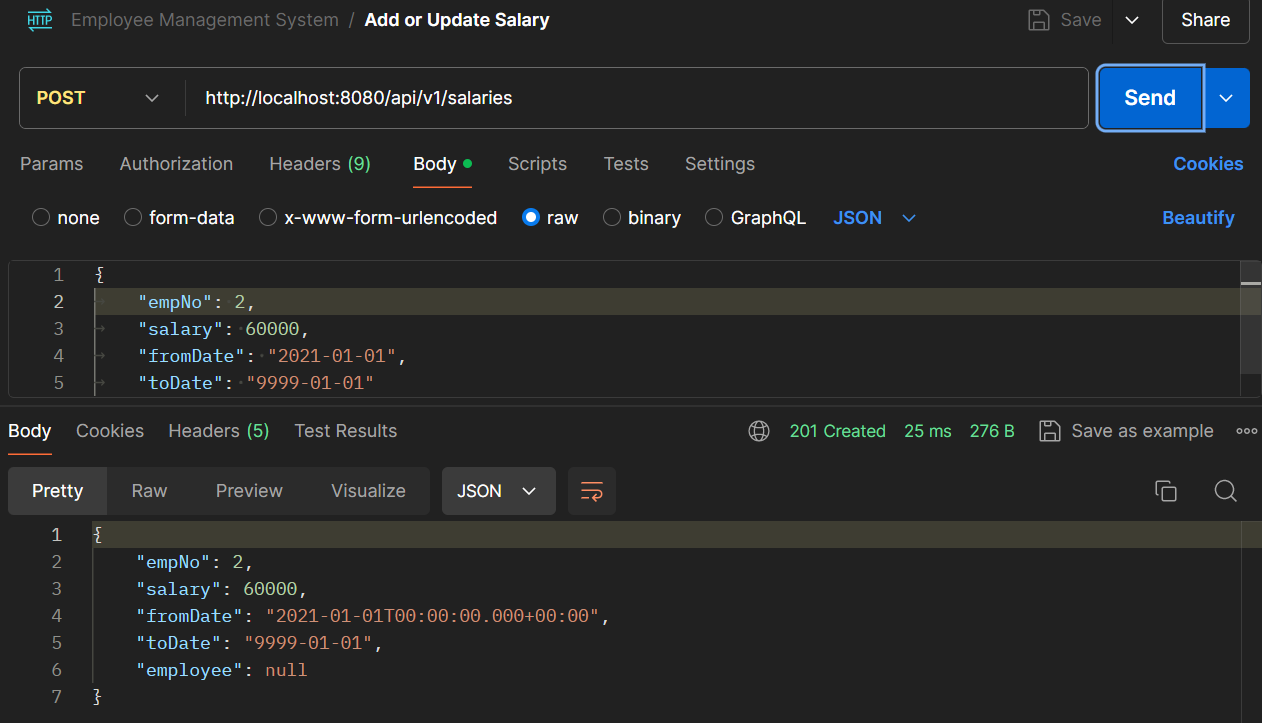 HTTP Employee Management System / Add or Update Salary Save Share
POST http://localhost:8080/api/v1/salaries Send
Params Authorization Headers (9) Body Scripts Tests Settings Cookies
none form-data x-www-form-urlencoded raw binary GraphQL JSON Beautify
1 {
2 "empNo": 2,
3 "salary": 60000,
4 "fromDate": "2021-01-01",
5 "toDate": "9999-01-01"
Body Cookies Headers (5) Test Results 201 Created 25 ms 276 B Save as example
Pretty Raw Preview Visualize JSON
1 {
2 "empNo": 2,
3 "salary": 60000,
4 "fromDate": "2021-01-01T00:00:00.000+00:00",
5 "toDate": "9999-01-01",
6 "employee": null
7 }